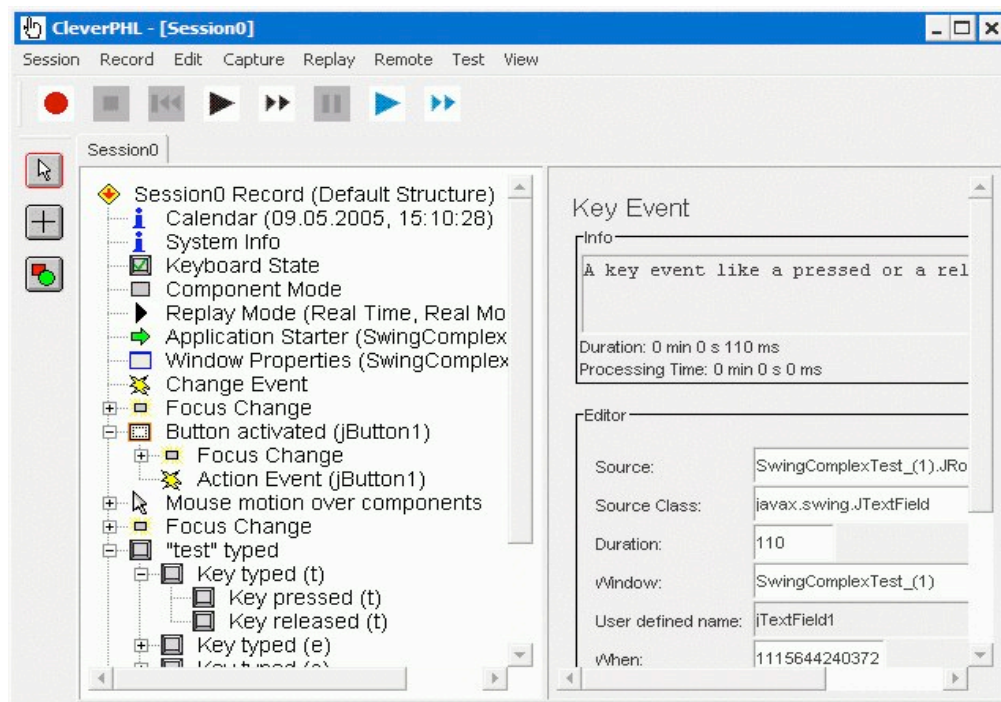 CleverPHL - [Session0]
Session Record Edit Capture Replay Remote Test View
Session0
Session0 Record (Default Structure)
Calendar (09.05.2005, 15:10:28)
System Info
Keyboard State
Component Mode
Replay Mode (Real Time, Real Mo
Application Starter (SwingComplex
Window Properties (SwingComplex
Change Event
Focus Change
Button activated (jButton1)
Focus Change
Action Event (jButton1)
Mouse motion over components
Focus Change
"test" typed
Key typed (t)
Key pressed (t)
Key released (t)
Key typed (e)
Key Event
Info
A key event like a pressed or a rel
Duration: 0 min 0 s 110 ms
Processing Time: 0 min 0 s 0 ms
Editor
Source: SwingComplexTest_(1).JRo
Source Class: javax.swing.JTextField
Duration: 110
Window: SwingComplexTest_(1)
User defined name: jTextField1
When: 1115644240372